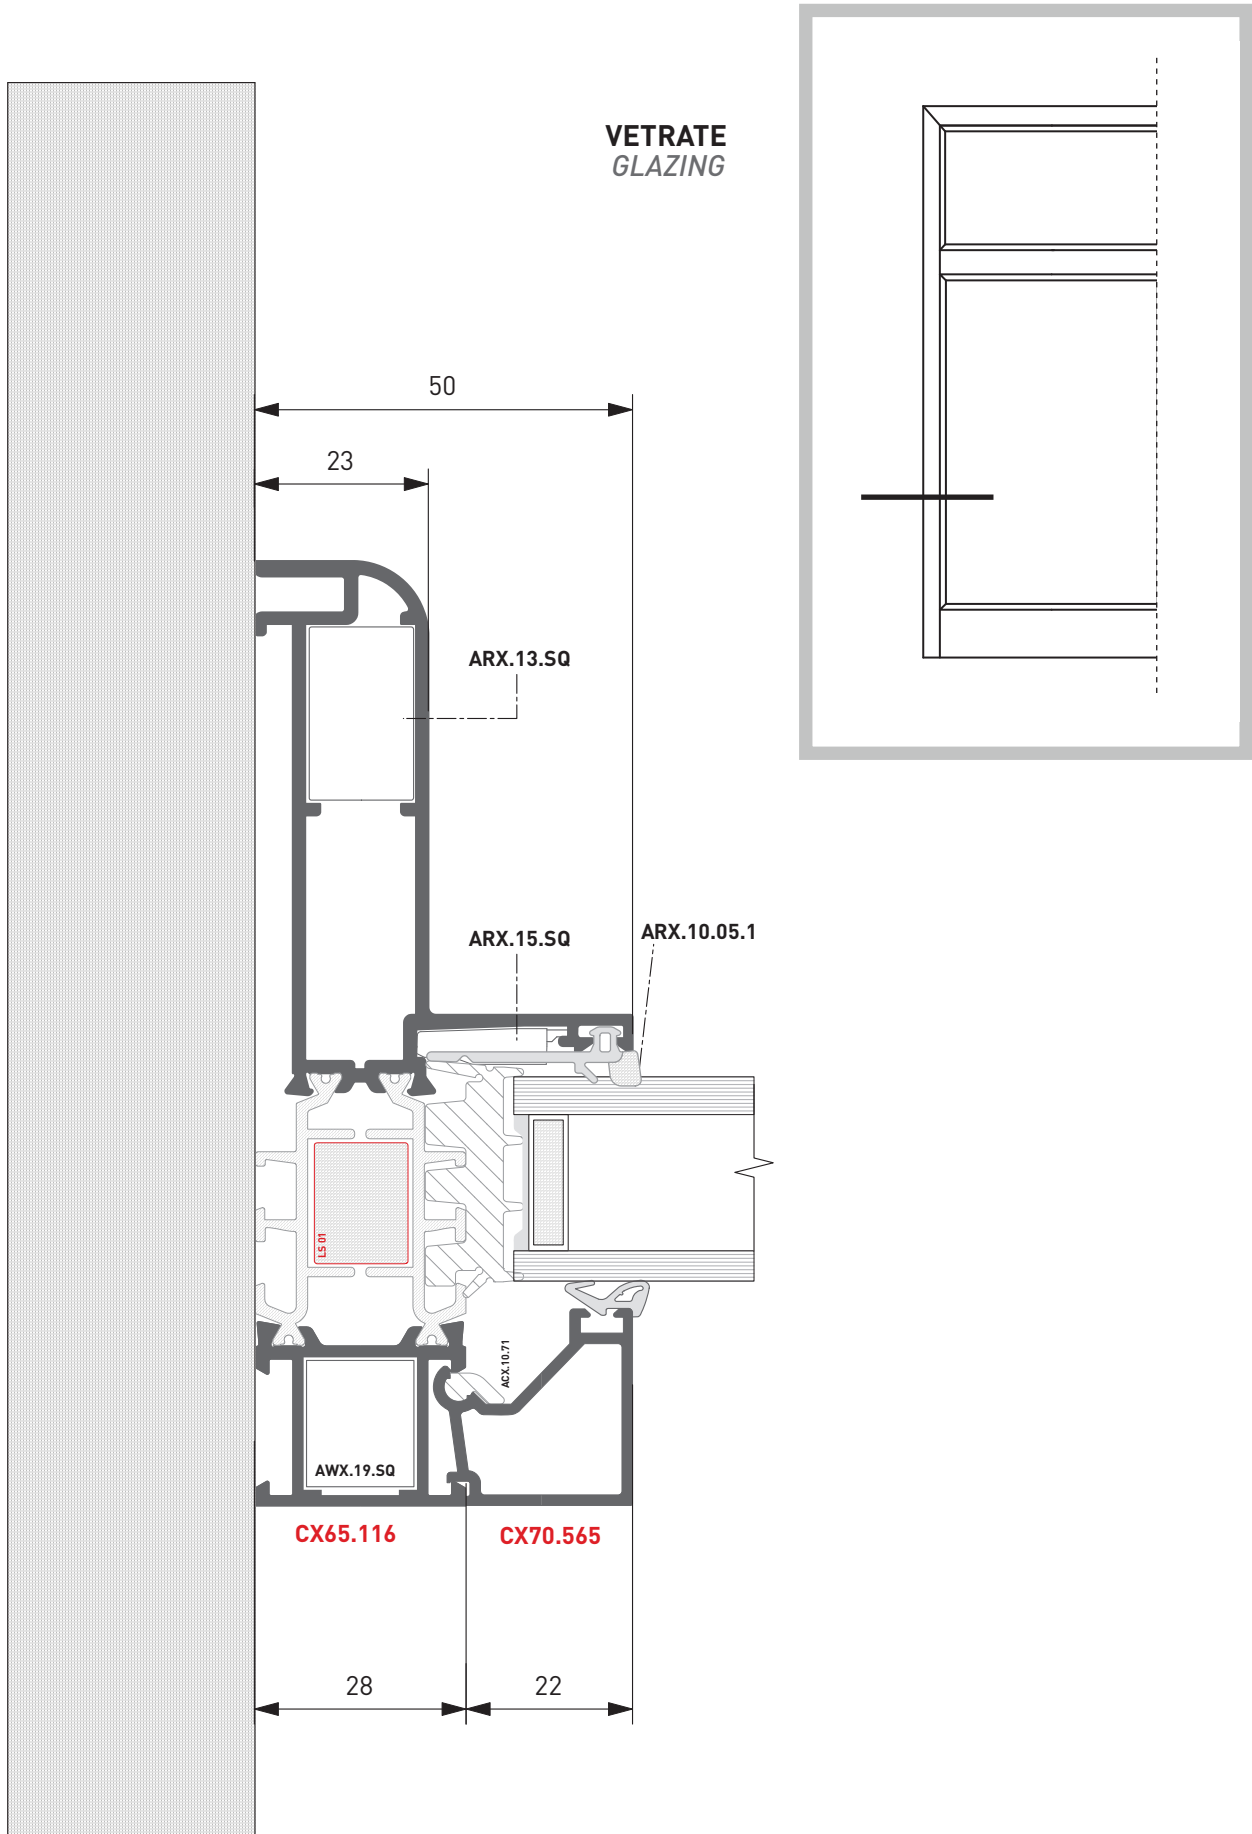 VETRATE
GLAZING
50
23
ARX.13.SQ
ARX.15.SQ
ARX.10.05.1
LS 01
ACX.10.71
AWX.19.SQ
CX65.116
CX70.565
28
22